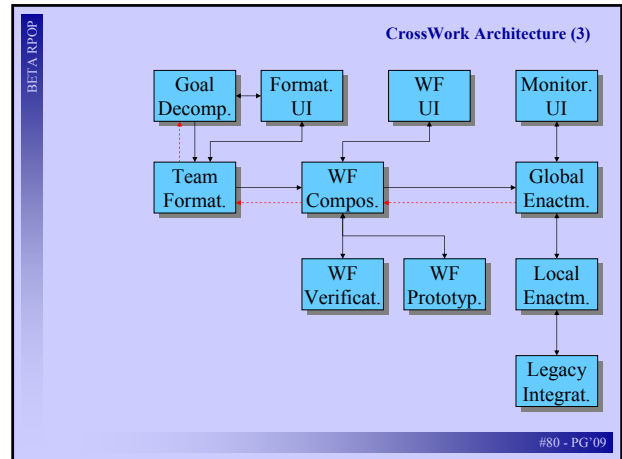 BETA RPOP
CrossWork Architecture (3)
Goal
Decomp.
Format.
UI
WF
UI
Monitor.
UI
Team
Format.
WF
Compos.
Global
Enactm.
WF
Verificat.
WF
Prototyp.
Local
Enactm.
Legacy
Integrat.
#80 - PG'09